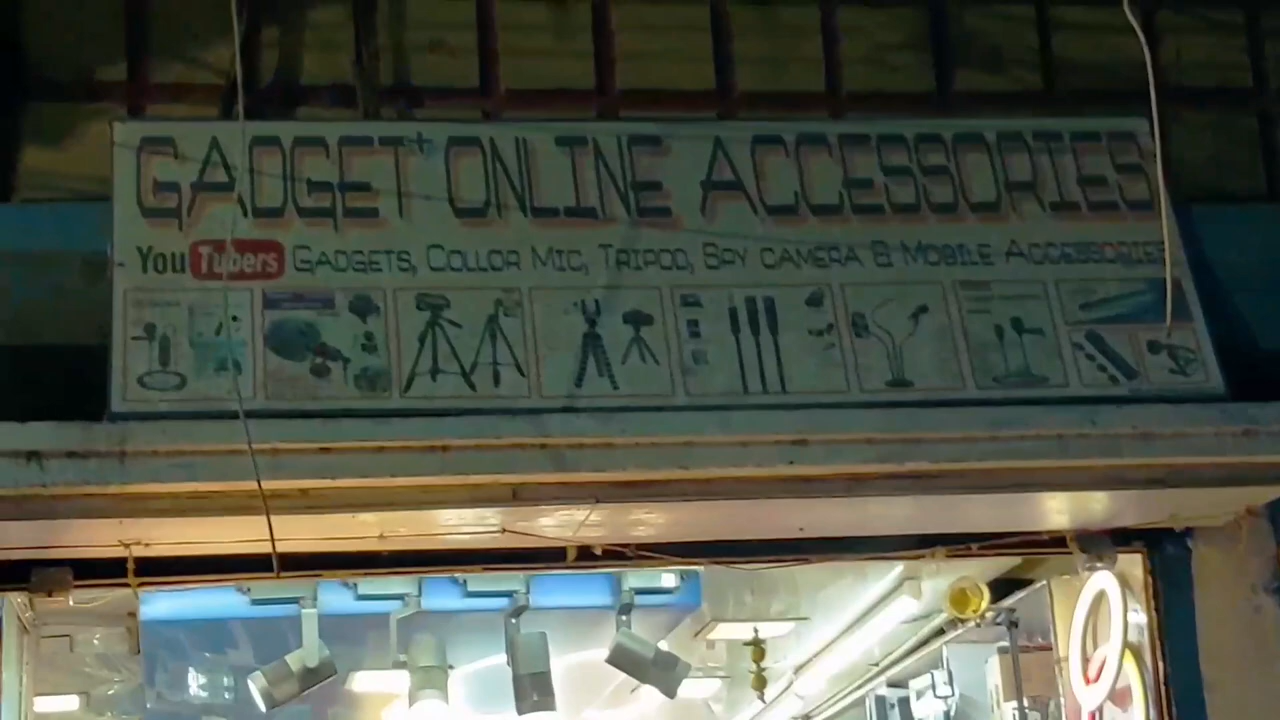 GADGET+ ONLINE ACCESSORIES
YouTubers GADGETS, COLLOR MIC, TRIPOD, SPY CAMERA & MOBILE ACCESSORIES